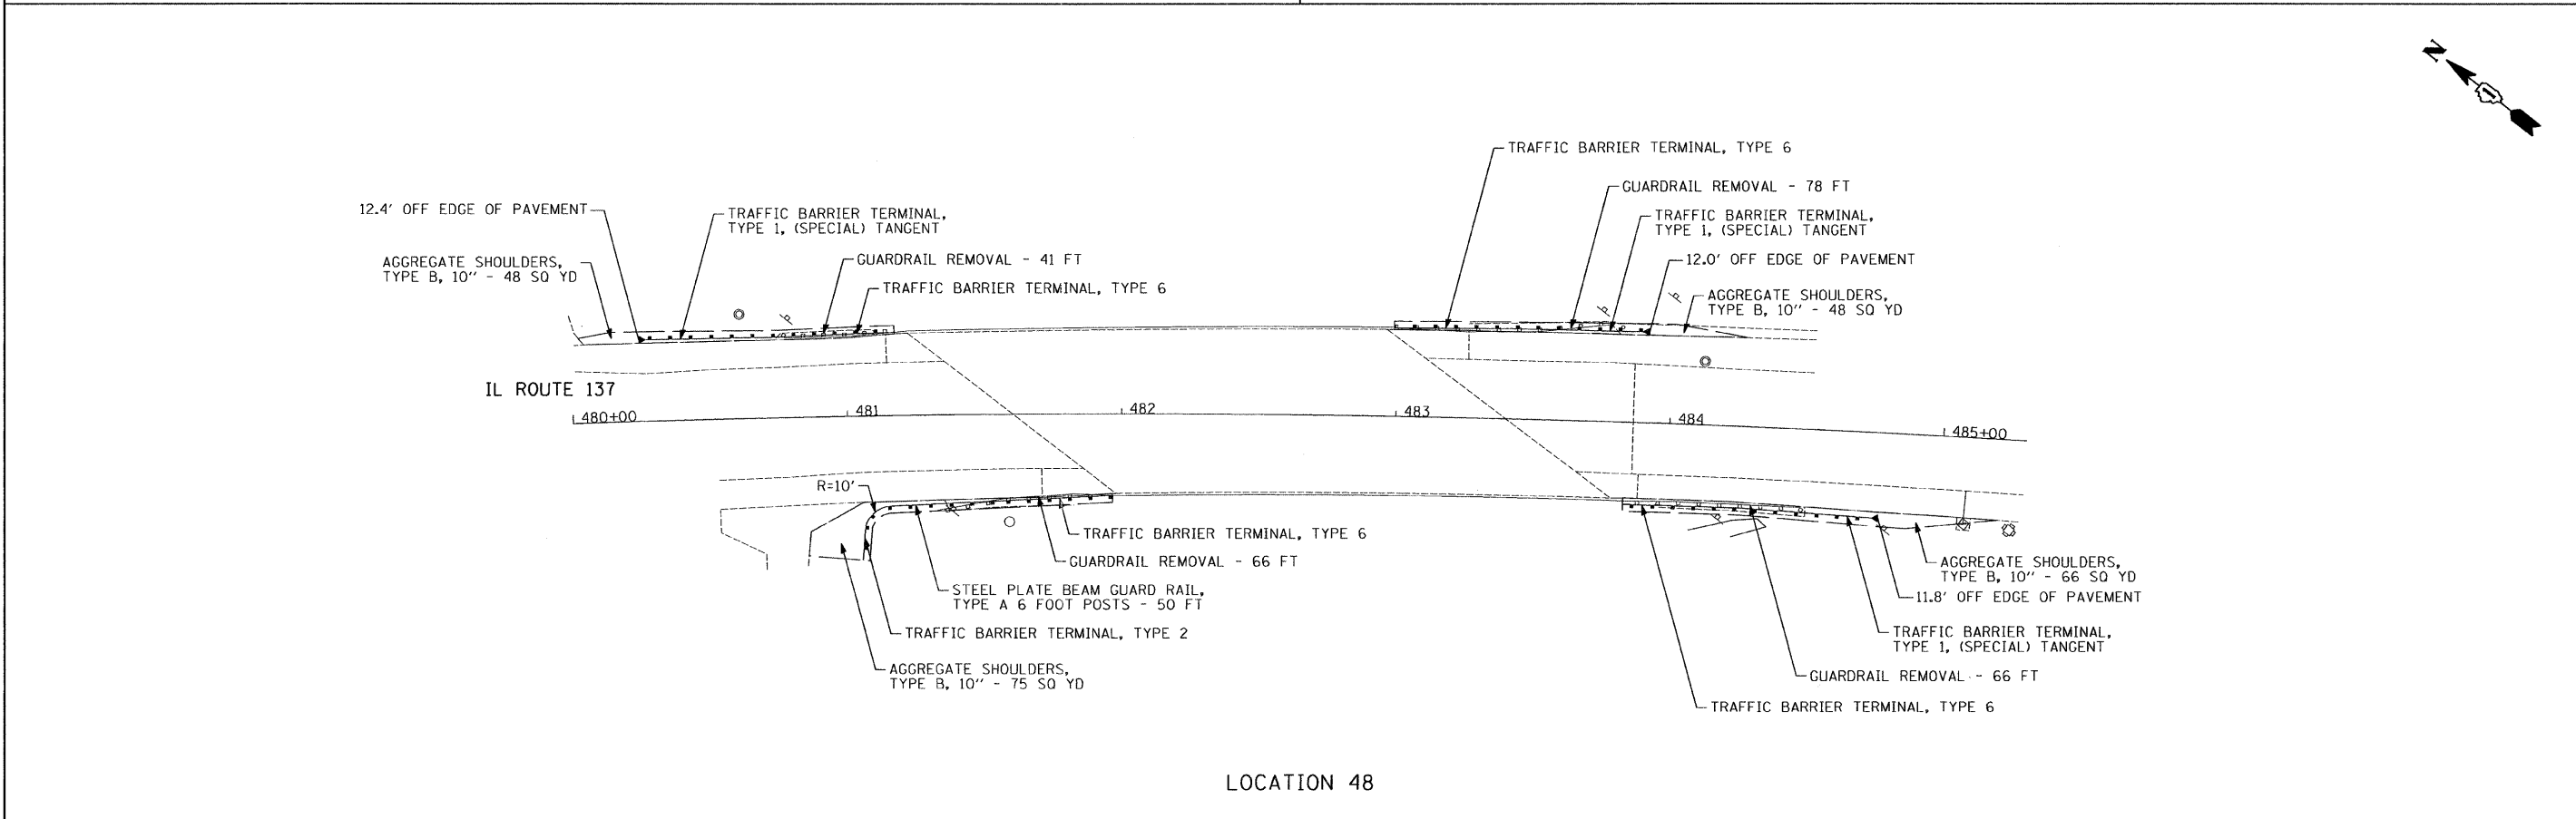 N
TRAFFIC BARRIER TERMINAL, TYPE 6
GUARDRAIL REMOVAL - 78 FT
12.4' OFF EDGE OF PAVEMENT
TRAFFIC BARRIER TERMINAL,
TYPE 1, (SPECIAL) TANGENT
TRAFFIC BARRIER TERMINAL,
TYPE 1, (SPECIAL) TANGENT
AGGREGATE SHOULDERS,
TYPE B, 10" - 48 SQ YD
GUARDRAIL REMOVAL - 41 FT
12.0' OFF EDGE OF PAVEMENT
TRAFFIC BARRIER TERMINAL, TYPE 6
AGGREGATE SHOULDERS,
TYPE B, 10" - 48 SQ YD
IL ROUTE 137
480+00
481
482
483
484
485+00
R=10'
TRAFFIC BARRIER TERMINAL, TYPE 6
GUARDRAIL REMOVAL - 66 FT
STEEL PLATE BEAM GUARD RAIL,
TYPE A 6 FOOT POSTS - 50 FT
TRAFFIC BARRIER TERMINAL, TYPE 2
AGGREGATE SHOULDERS,
TYPE B, 10" - 75 SQ YD
AGGREGATE SHOULDERS,
TYPE B, 10" - 66 SQ YD
11.8' OFF EDGE OF PAVEMENT
TRAFFIC BARRIER TERMINAL,
TYPE 1, (SPECIAL) TANGENT
GUARDRAIL REMOVAL - 66 FT
TRAFFIC BARRIER TERMINAL, TYPE 6
LOCATION 48